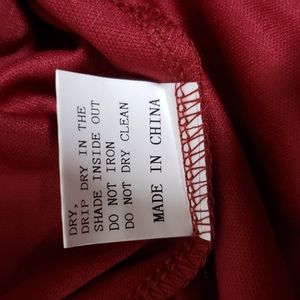 DRY,
DRIP DRY IN THE
SHADE INSIDE OUT
DO NOT IRON
DO NOT DRY CLEAN
MADE IN CHINA